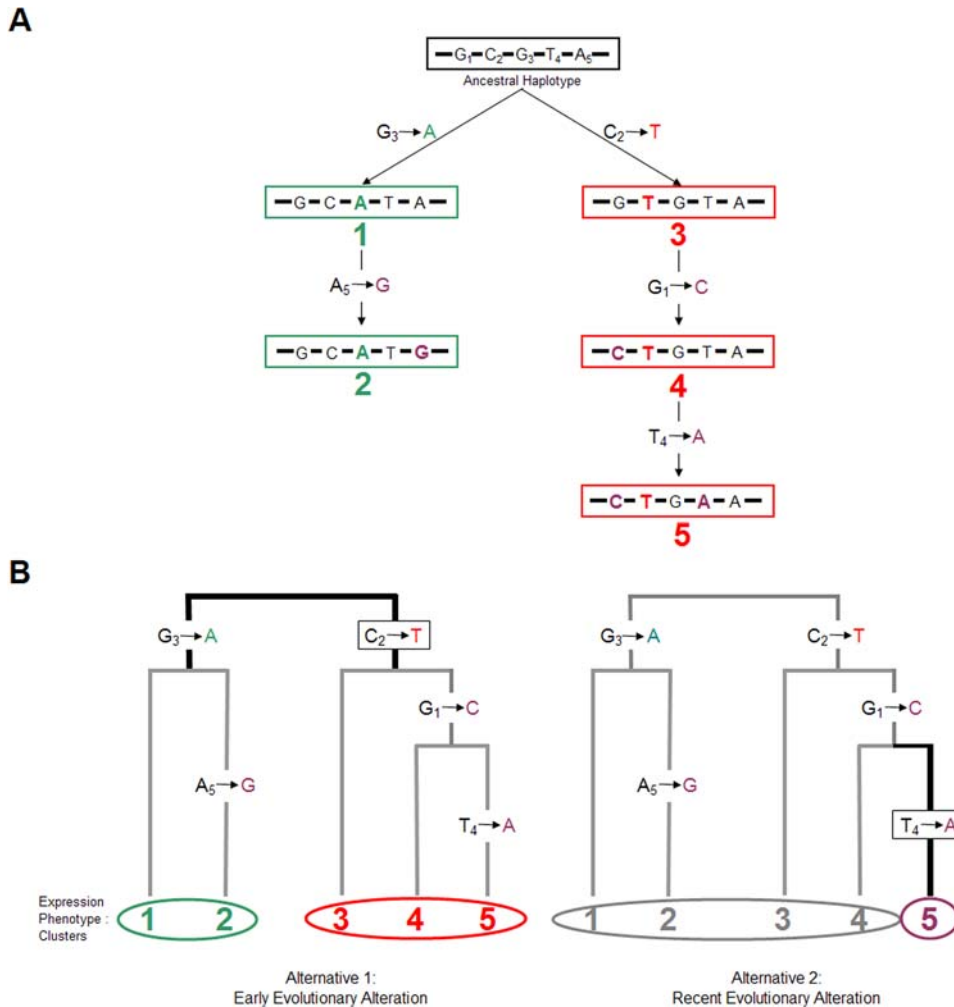 A
—G₁—C₂—G₃—T₄—A₅—
Ancestral Haplotype
G₃→A
C₂→T
—G—C—A—T—A—
1
—G—T—G—T—A—
3
A₅→G
G₁→C
—G—C—A—T—G—
2
—C—T—G—T—A—
4
T₄→A
—C—T—G—A—A—
5
B
G₃→A
C₂→T
G₁→C
A₅→G
T₄→A
Expression
Phenotype :
Clusters
1 2 3 4 5
Alternative 1:
Early Evolutionary Alteration
G₃→A
C₂→T
G₁→C
A₅→G
T₄→A
1 2 3 4 5
Alternative 2:
Recent Evolutionary Alteration